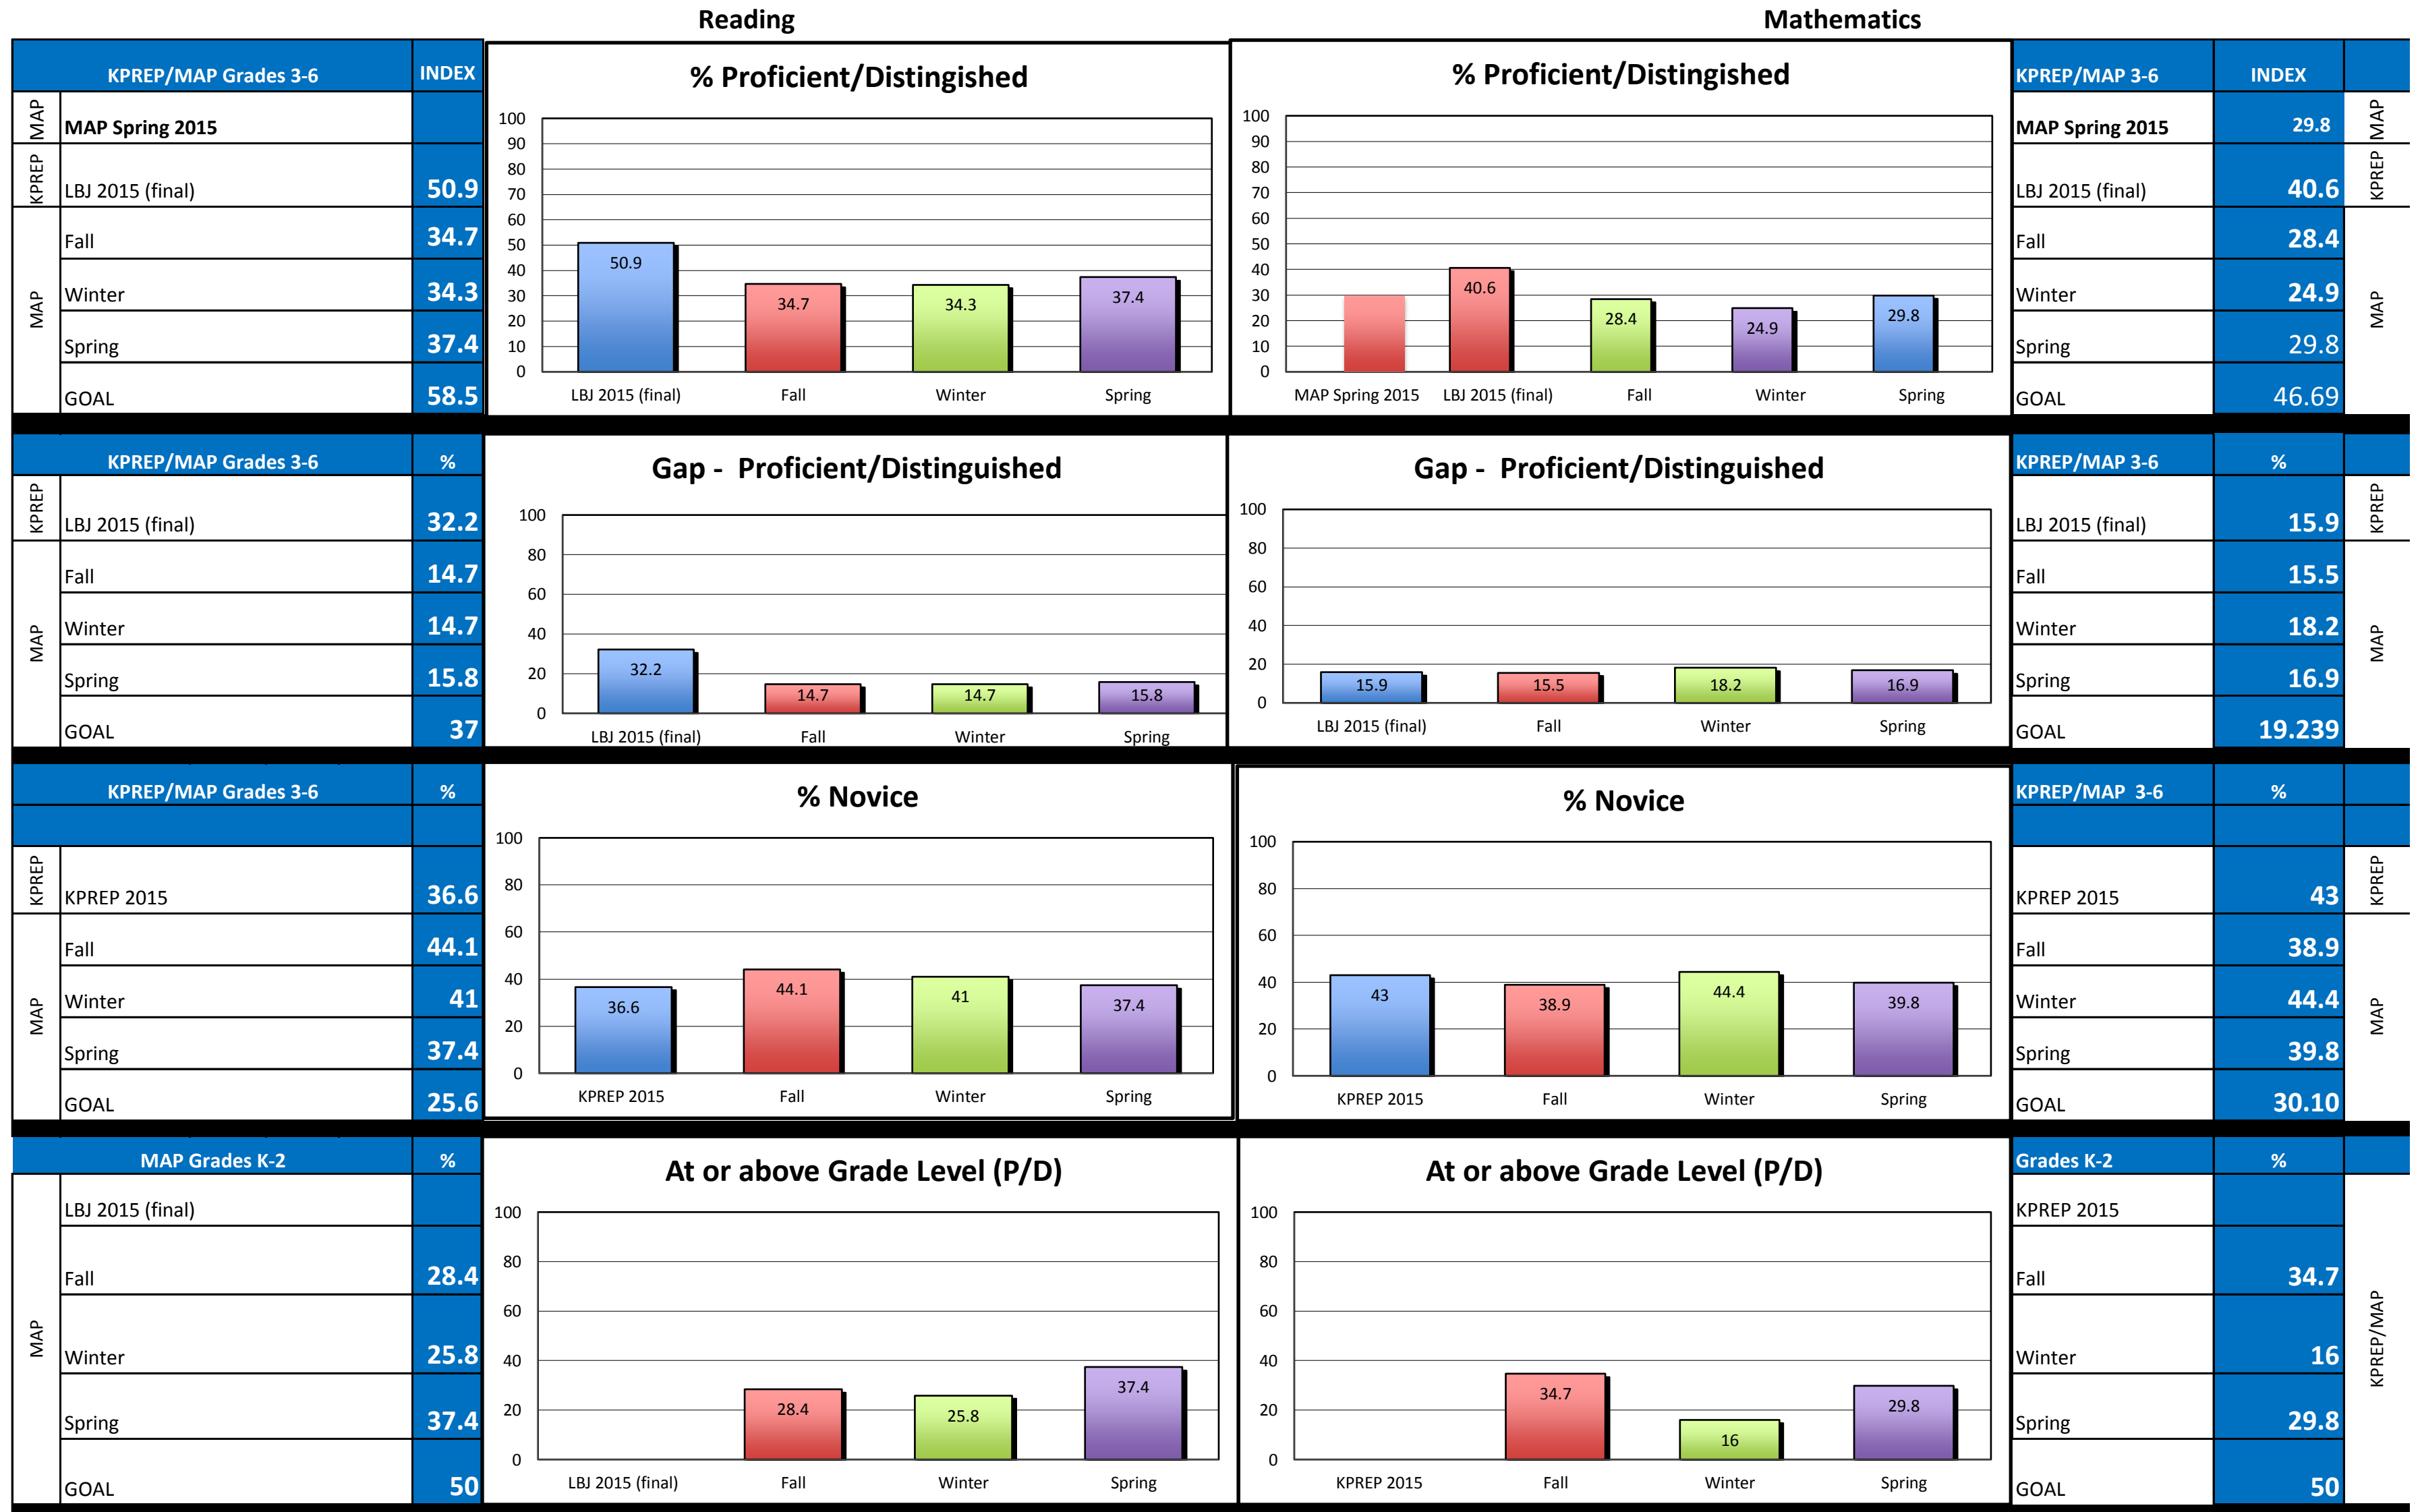 Reading
Mathematics
KPREP/MAP Grades 3-6 INDEX
MAP
MAP Spring 2015
KPREP
LBJ 2015 (final) 50.9
MAP
Fall 34.7
Winter 34.3
Spring 37.4
GOAL 58.5
% Proficient/Distingished
100
90
80
70
60
50
40
30
20
10
0
50.9
34.7
34.3
37.4
LBJ 2015 (final) Fall Winter Spring
% Proficient/Distingished
100
90
80
70
60
50
40
30
20
10
0
40.6
28.4
24.9
29.8
MAP Spring 2015 LBJ 2015 (final) Fall Winter Spring
KPREP/MAP 3-6 INDEX
MAP Spring 2015 29.8
MAP
LBJ 2015 (final) 40.6
KPREP
Fall 28.4
Winter 24.9
Spring 29.8
GOAL 46.69
MAP
KPREP/MAP Grades 3-6 %
KPREP
LBJ 2015 (final) 32.2
MAP
Fall 14.7
Winter 14.7
Spring 15.8
GOAL 37
Gap - Proficient/Distinguished
100
80
60
40
20
0
32.2
14.7
14.7
15.8
LBJ 2015 (final) Fall Winter Spring
Gap - Proficient/Distinguished
100
80
60
40
20
0
15.9
15.5
18.2
16.9
LBJ 2015 (final) Fall Winter Spring
KPREP/MAP 3-6 %
LBJ 2015 (final) 15.9
KPREP
Fall 15.5
Winter 18.2
Spring 16.9
GOAL 19.239
MAP
KPREP/MAP Grades 3-6 %
KPREP
KPREP 2015 36.6
MAP
Fall 44.1
Winter 41
Spring 37.4
GOAL 25.6
% Novice
100
80
60
40
20
0
36.6
44.1
41
37.4
KPREP 2015 Fall Winter Spring
% Novice
100
80
60
40
20
0
43
38.9
44.4
39.8
KPREP 2015 Fall Winter Spring
KPREP/MAP 3-6 %
KPREP 2015 43
KPREP
Fall 38.9
Winter 44.4
Spring 39.8
GOAL 30.10
MAP
MAP Grades K-2 %
MAP
LBJ 2015 (final)
Fall 28.4
Winter 25.8
Spring 37.4
GOAL 50
At or above Grade Level (P/D)
100
80
60
40
20
0
28.4
25.8
37.4
LBJ 2015 (final) Fall Winter Spring
At or above Grade Level (P/D)
100
80
60
40
20
0
34.7
16
29.8
KPREP 2015 Fall Winter Spring
Grades K-2 %
KPREP 2015
Fall 34.7
Winter 16
Spring 29.8
GOAL 50
KPREP/MAP